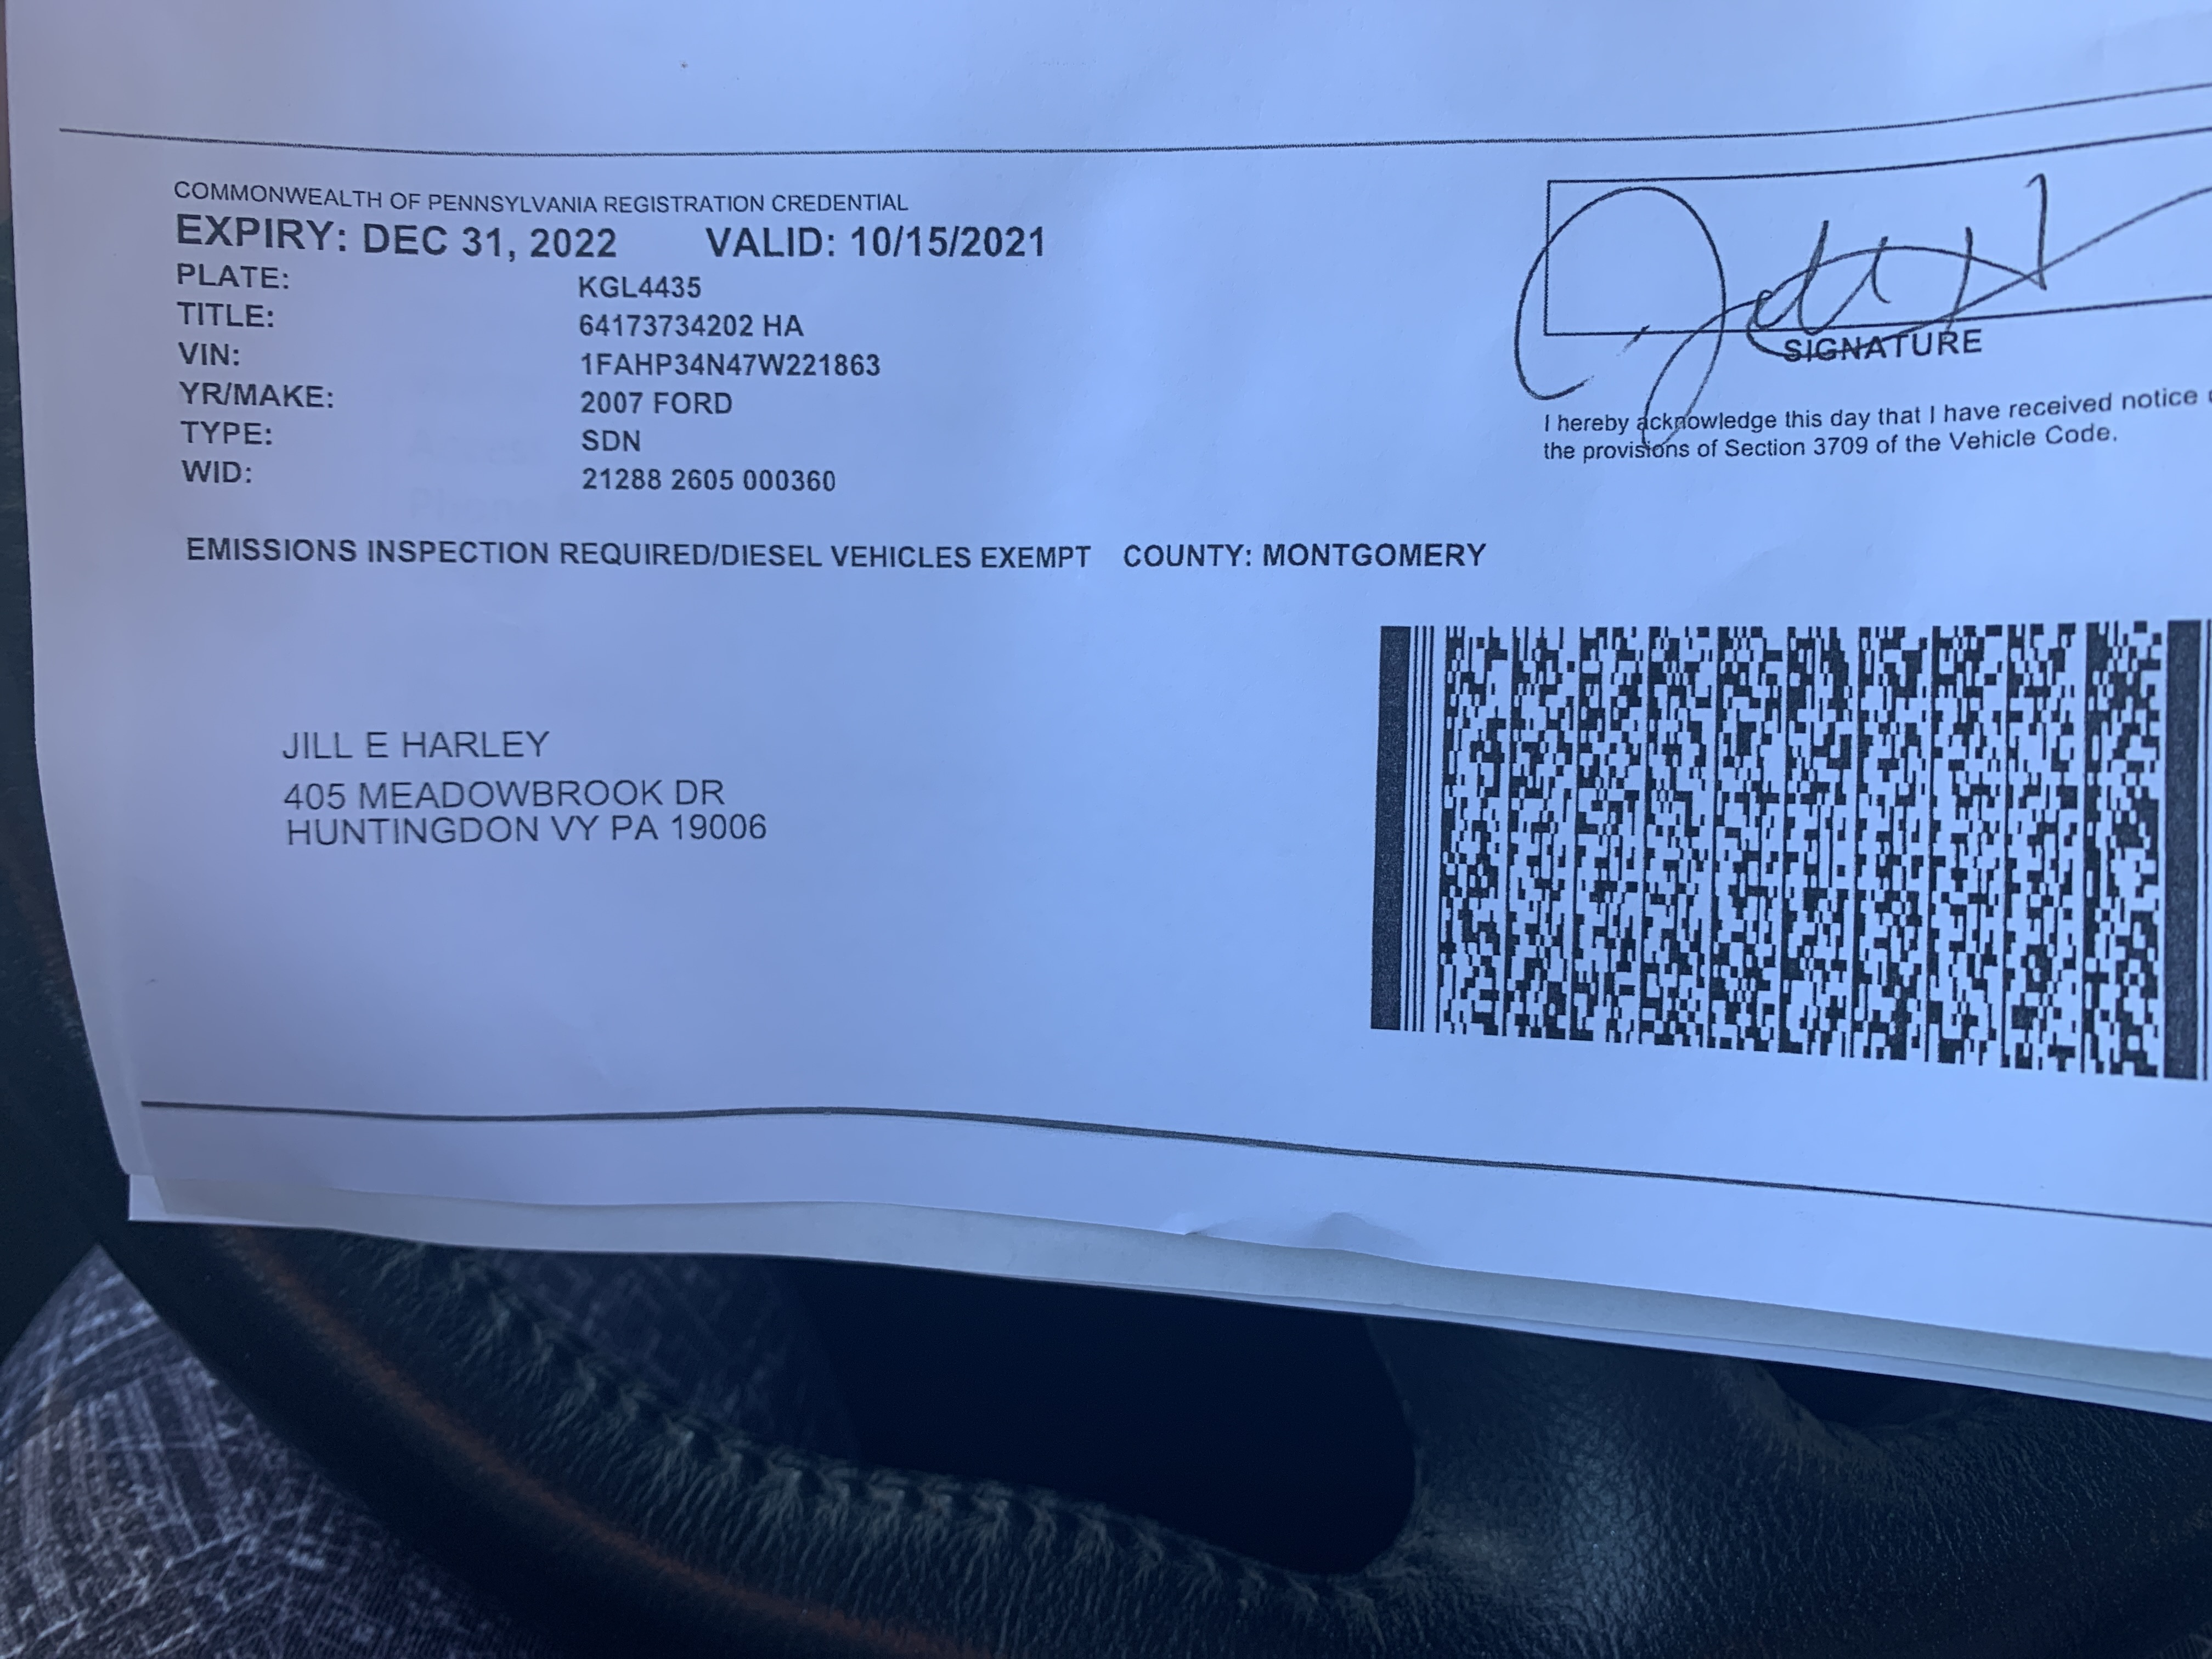 COMMONWEALTH OF PENNSYLVANIA REGISTRATION CREDENTIAL
EXPIRY: DEC 31, 2022 VALID: 10/15/2021
PLATE: KGL4435
TITLE: 64173734202 HA
VIN: 1FAHP34N47W221863
YR/MAKE: 2007 FORD
TYPE: SDN
WID: 21288 2605 000360
EMISSIONS INSPECTION REQUIRED/DIESEL VEHICLES EXEMPT COUNTY: MONTGOMERY
SIGNATURE
I hereby acknowledge this day that I have received notice
the provisions of Section 3709 of the Vehicle Code.
JILL E HARLEY
405 MEADOWBROOK DR
HUNTINGDON VY PA 19006